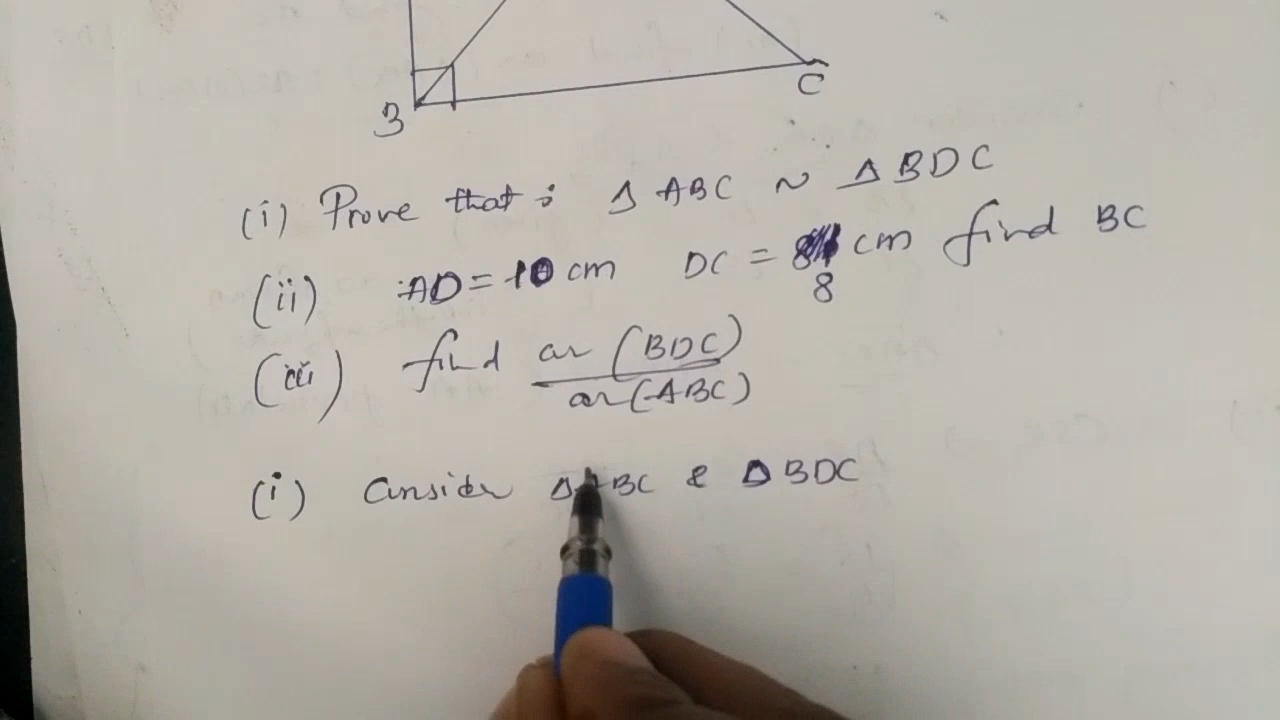 B C
(i) Prove that : Δ ABC ~ Δ BDC
(ii) AD = 10 cm DC = cm find BC
8
(iii) find ar (BDC)
ar (ABC)
(i) Consider Δ ABC & Δ BDC